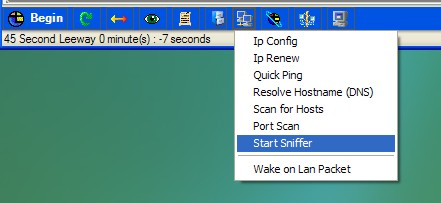 Begin
45 Second Leeway 0 minute(s) : -7 seconds
Ip Config
Ip Renew
Quick Ping
Resolve Hostname (DNS)
Scan for Hosts
Port Scan
Start Sniffer
Wake on Lan Packet